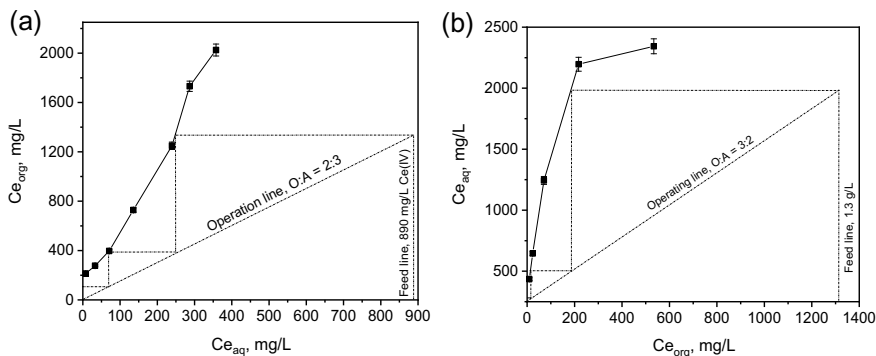 (a)
2000
1600
1200
800
400
0
Ce_org, mg/L
0 100 200 300 400 500 600 700 800 900
Ce_aq, mg/L
Operation line, O:A = 2:3
Feed line, 890 mg/L Ce(IV)
(b)
3000
2500
2000
1500
1000
500
Ce_aq, mg/L
0 200 400 600 800 1000 1200 1400
Ce_org, mg/L
Operating line, O:A = 3:2
Feed line, 1.3 g/L